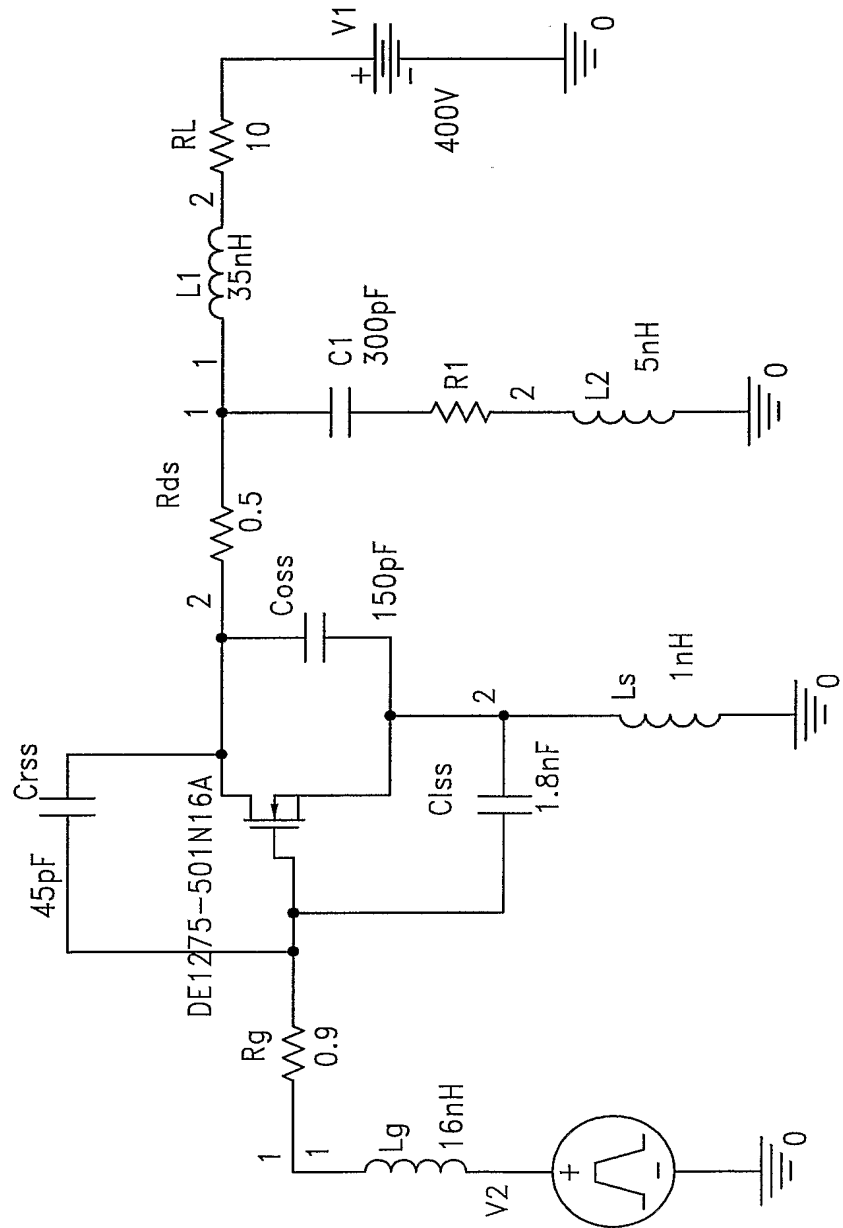 Crss
45pF
DE1275-501N16A
Rg
0.9
1
1
Lg
16nH
V2
+
-
0
2
Coss
150pF
Rds
0.5
1
1
CIss
1.8nF
2
Ls
1nH
0
C1
300pF
R1
2
L2
5nH
0
L1
35nH
2
RL
10
V1
+
-
400V
0